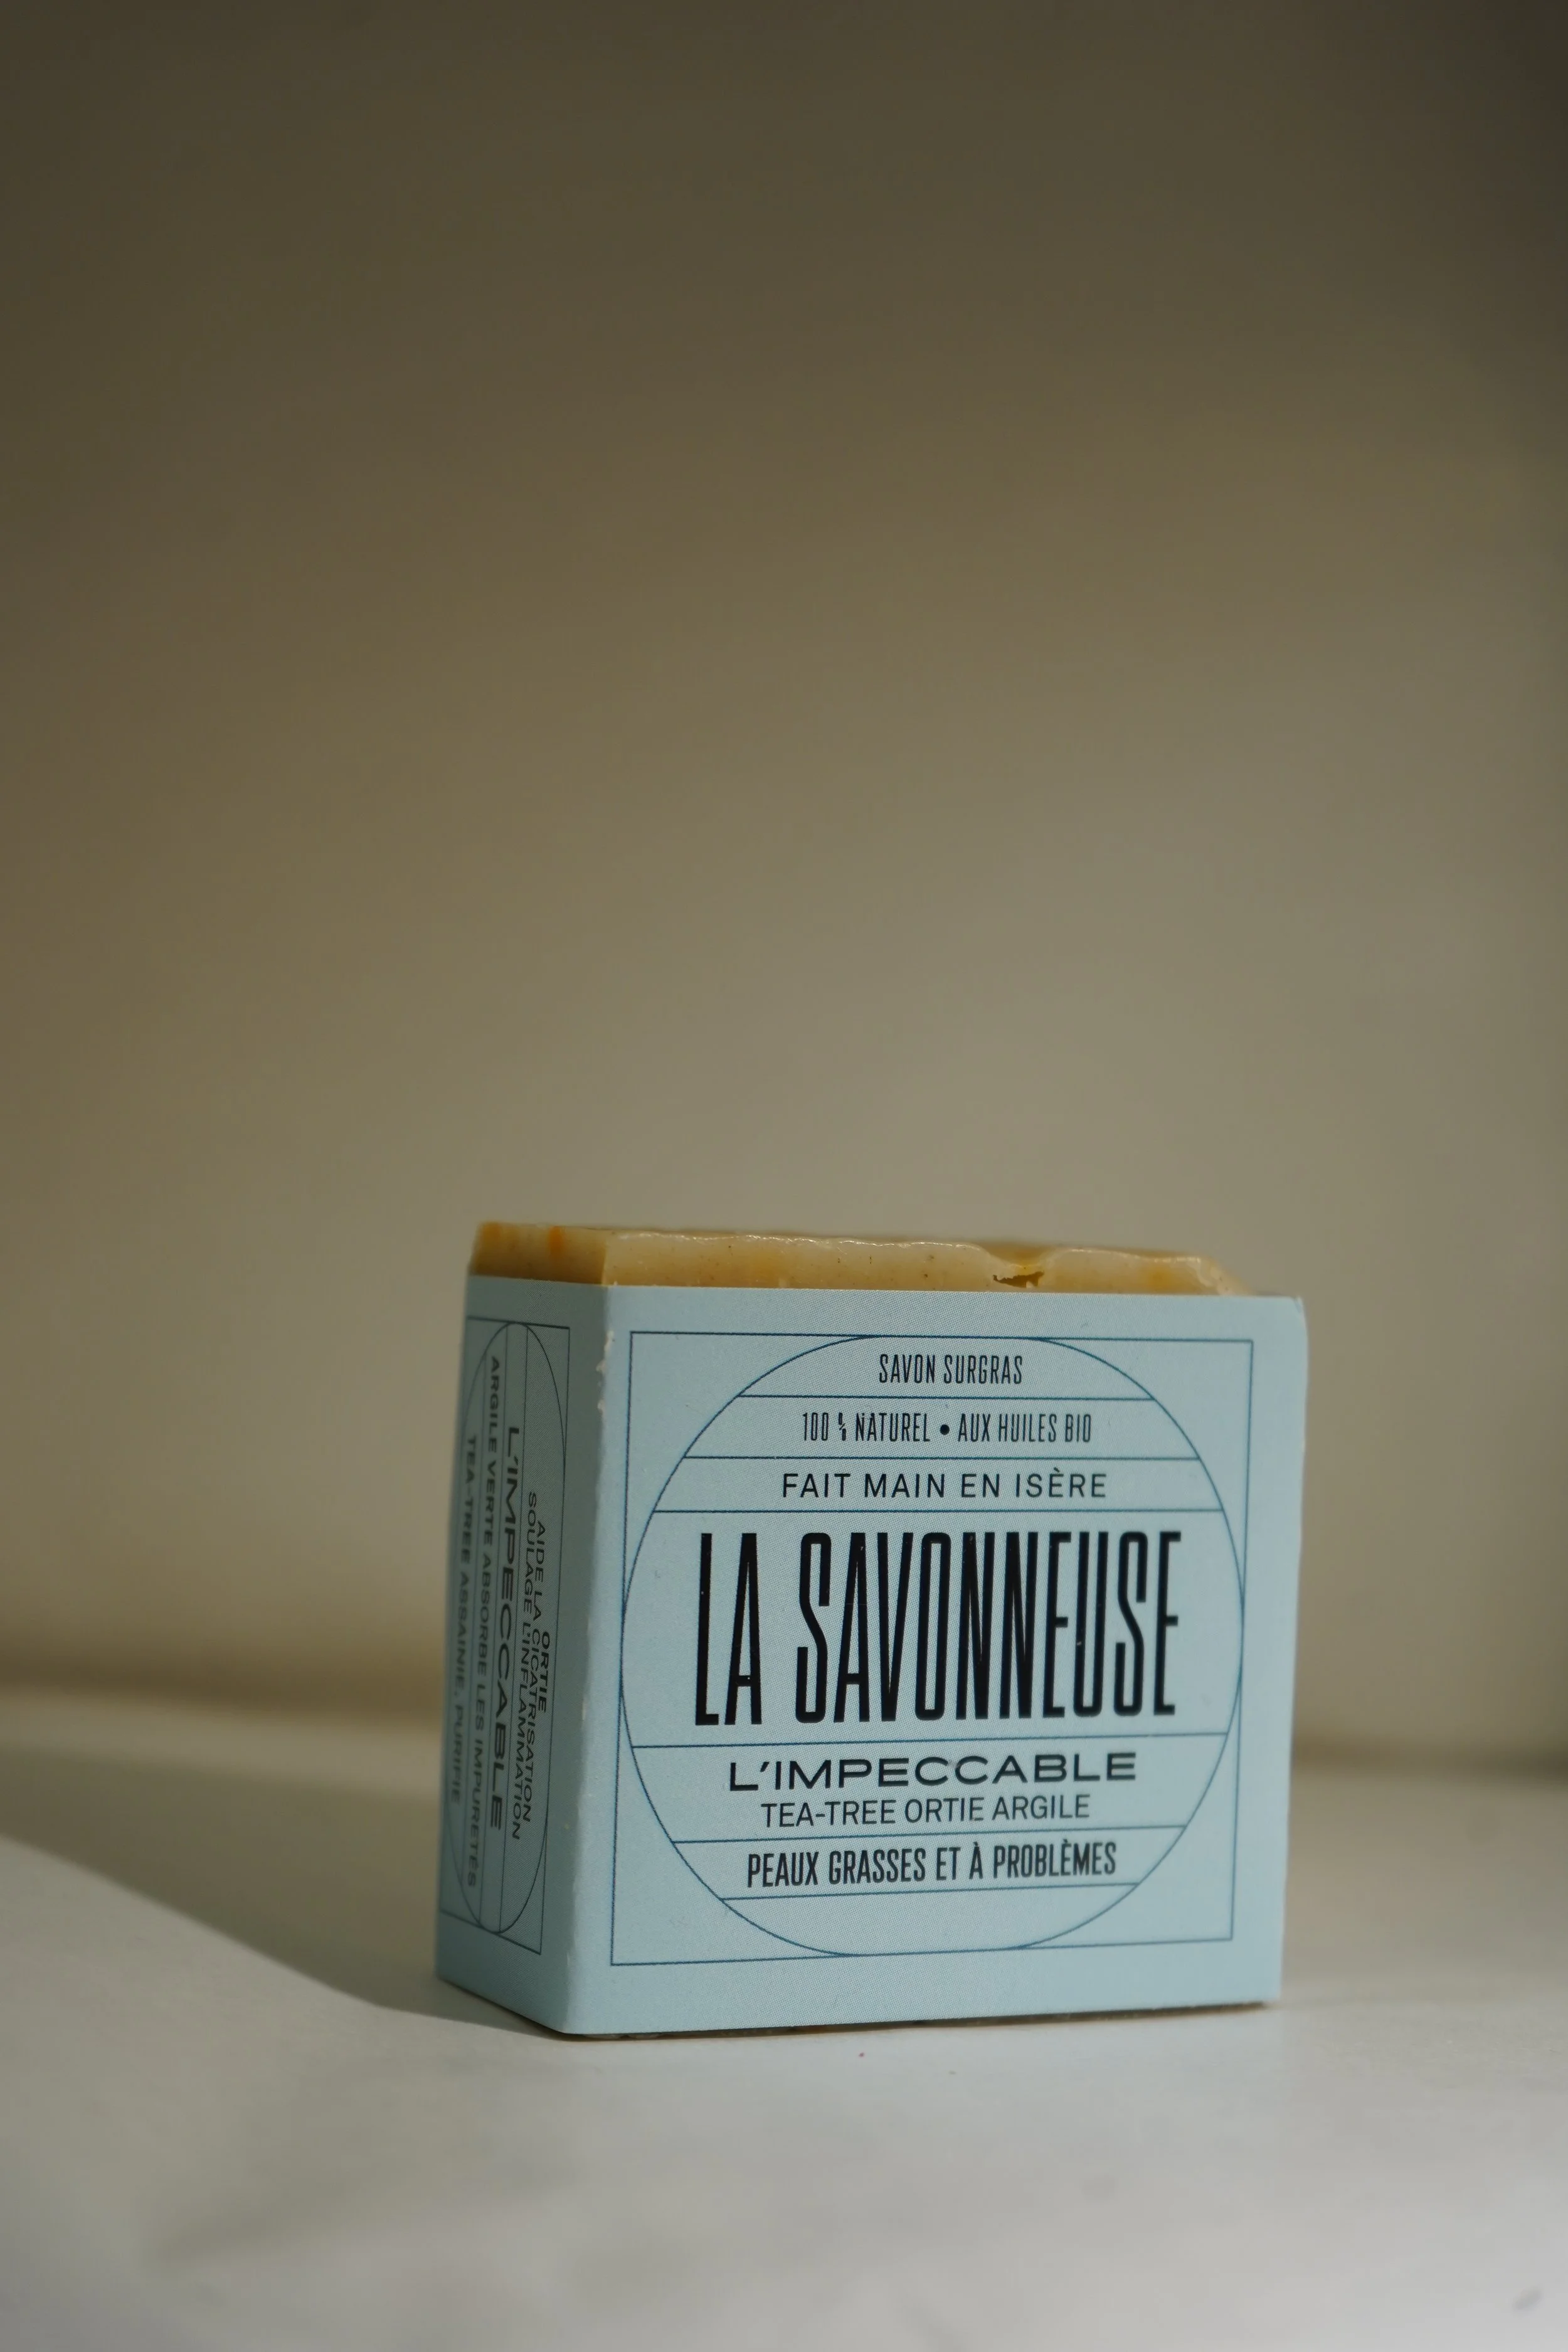 SAVON SURGRAS
100 % NATUREL • AUX HUILES BIO
FAIT MAIN EN ISÈRE
LA SAVONNEUSE
L'IMPECCABLE
TEA-TREE ORTIE ARGILE
PEAUX GRASSES ET À PROBLÈMES
ORTIE
AIDE LA CICATRISATION
SOULAGE L'INFLAMMATION
L'IMPECCABLE
ARGILE VERTE ABSORBE LES IMPURETÉS
TEA-TREE ASSAINIE, PURIFIE